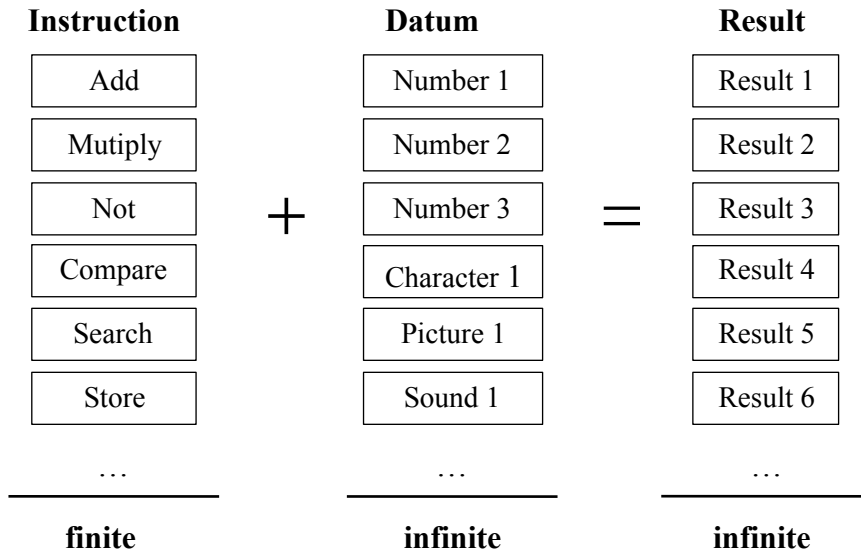 Instruction Datum Result
Add Number 1 Result 1
Mutiply Number 2 Result 2
Not + Number 3 = Result 3
Compare Character 1 Result 4
Search Picture 1 Result 5
Store Sound 1 Result 6
… … …
finite infinite infinite